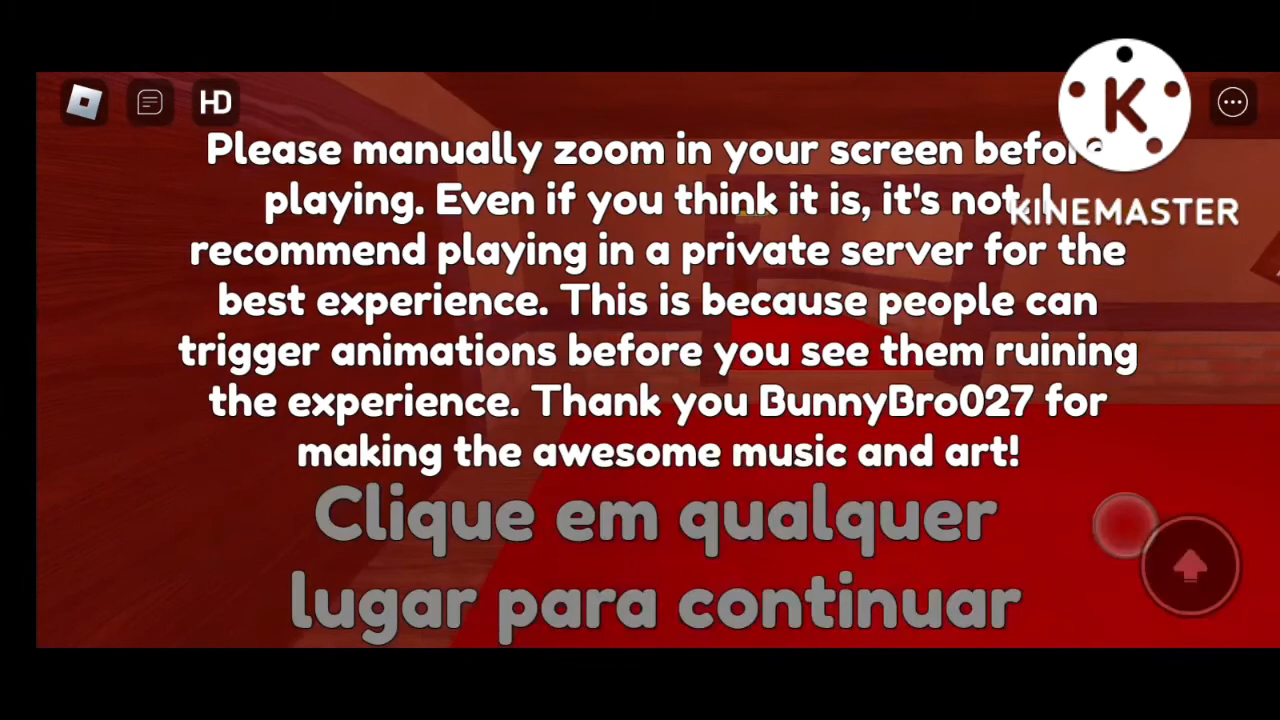 HD
K
KINEMASTER
Please manually zoom in your screen before
playing. Even if you think it is, it's not. I
recommend playing in a private server for the
best experience. This is because people can
trigger animations before you see them ruining
the experience. Thank you BunnyBro027 for
making the awesome music and art!
Clique em qualquer
lugar para continuar